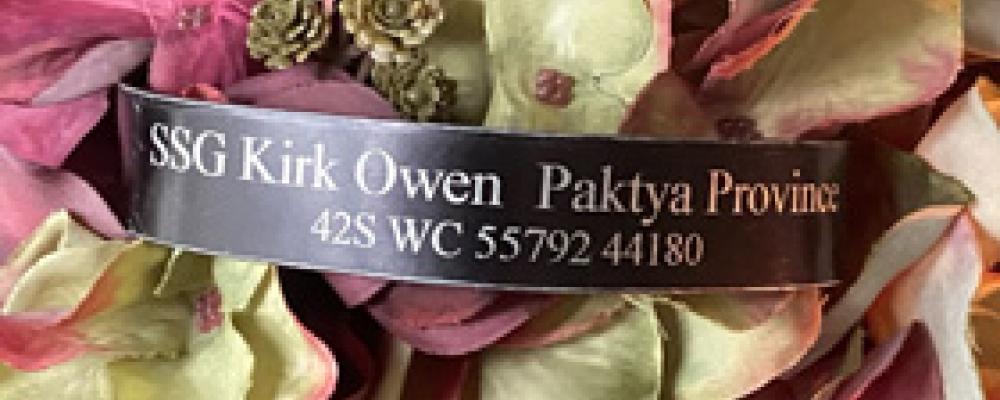 SSG Kirk Owen Paktya Province
42S WC 55792 44180